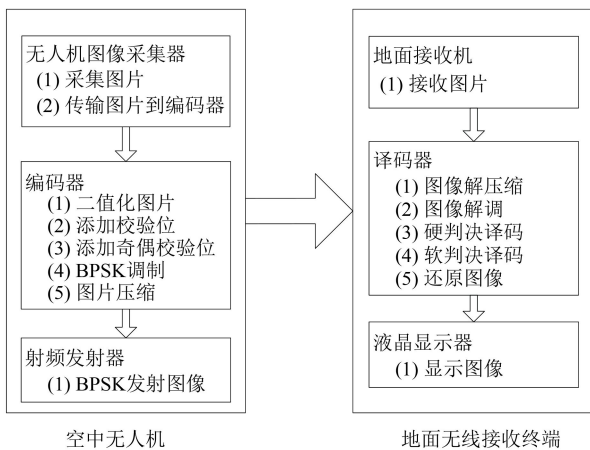 无人机图像采集器
(1) 采集图片
(2) 传输图片到编码器
编码器
(1) 二值化图片
(2) 添加校验位
(3) 添加奇偶校验位
(4) BPSK调制
(5) 图片压缩
射频发射器
(1) BPSK发射图像
空中无人机
地面接收机
(1) 接收图片
译码器
(1) 图像解压缩
(2) 图像解调
(3) 硬判决译码
(4) 软判决译码
(5) 还原图像
液晶显示器
(1) 显示图像
地面无线接收终端